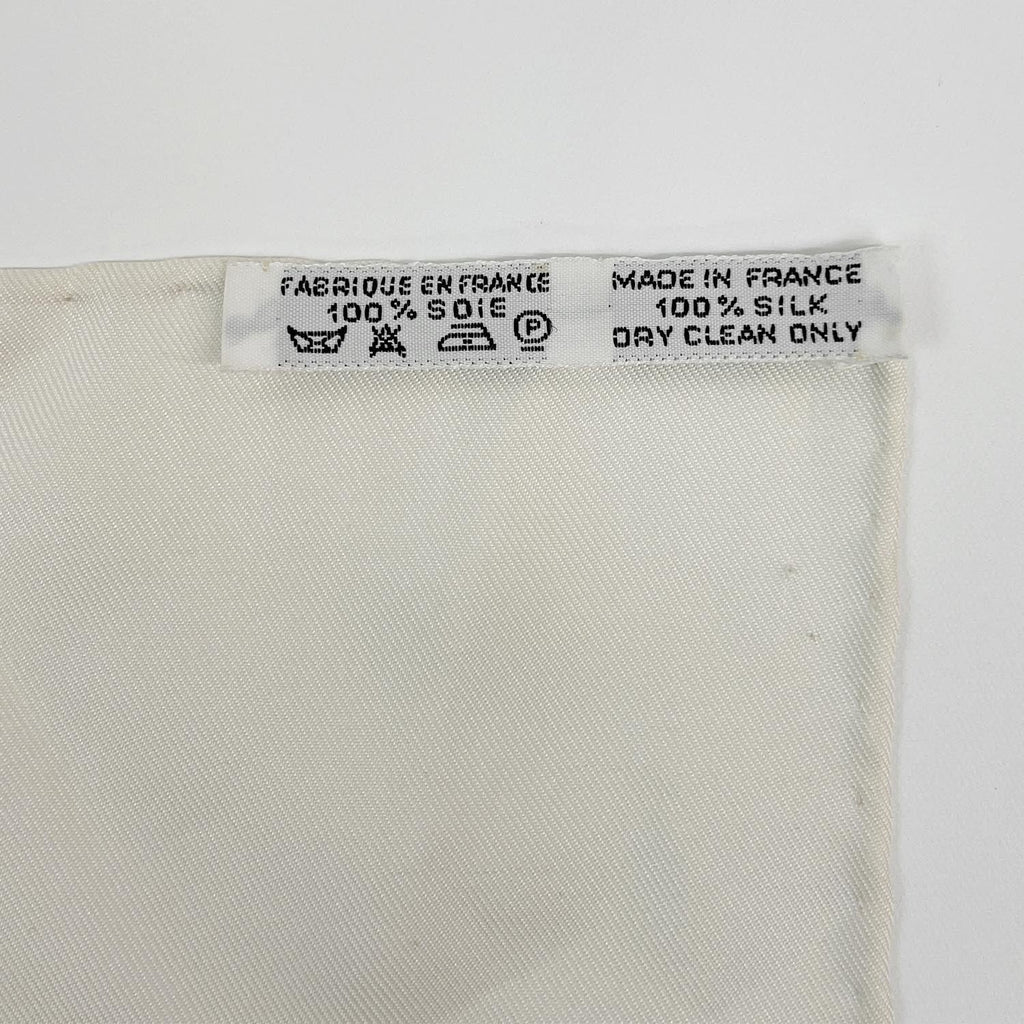 FABRIQUE EN FRANCE
100% SOIE
P
MADE IN FRANCE
100% SILK
DRY CLEAN ONLY